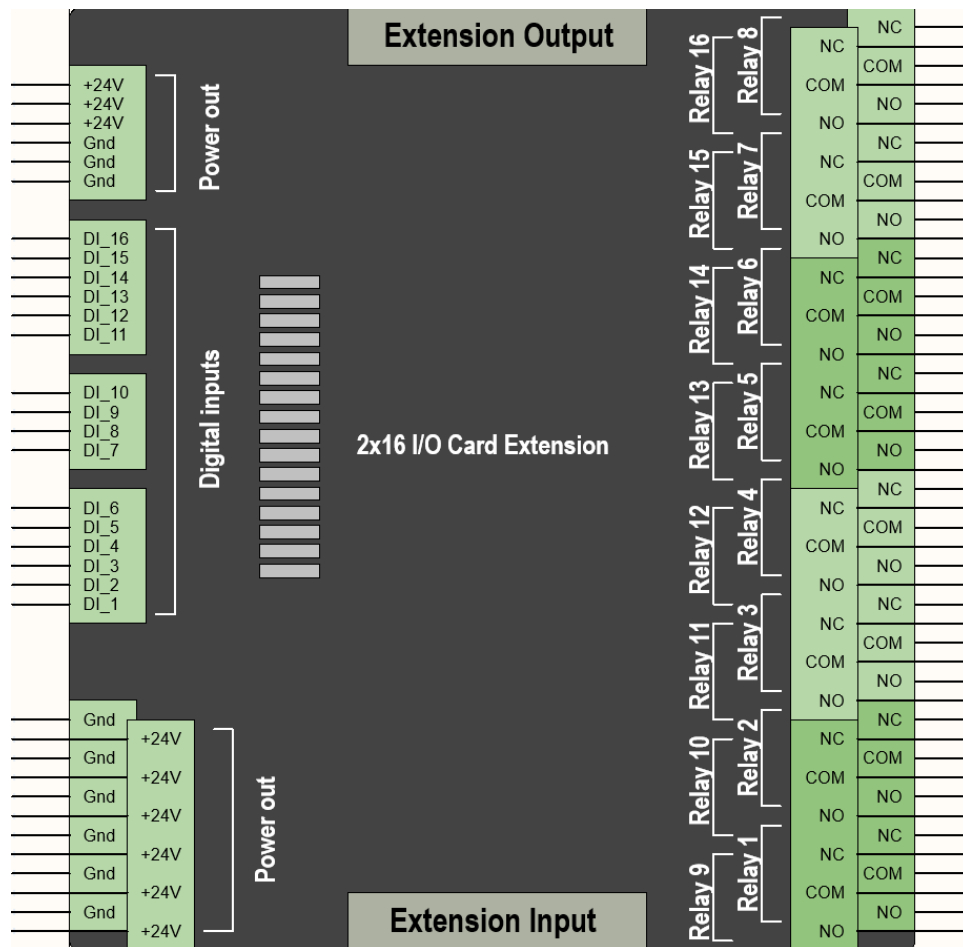 Extension Output
+24V
+24V
+24V
Gnd
Gnd
Gnd
Power out
DI_16
DI_15
DI_14
DI_13
DI_12
DI_11
DI_10
DI_9
DI_8
DI_7
DI_6
DI_5
DI_4
DI_3
DI_2
DI_1
Digital inputs
Gnd
Gnd
Gnd
Gnd
Gnd
Gnd
+24V
+24V
+24V
+24V
+24V
+24V
Power out
2x16 I/O Card Extension
Relay 16
Relay 15
Relay 14
Relay 13
Relay 12
Relay 11
Relay 10
Relay 9
Relay 8
Relay 7
Relay 6
Relay 5
Relay 4
Relay 3
Relay 2
Relay 1
NC
COM
NO
NC
COM
NO
NC
COM
NO
NC
COM
NO
NC
COM
NO
NC
COM
NO
NC
COM
NO
NC
COM
NO
NC
COM
NO
NC
COM
NO
NC
COM
NO
NC
COM
NO
NC
COM
NO
NC
COM
NO
NC
COM
NO
NC
COM
NO
Extension Input